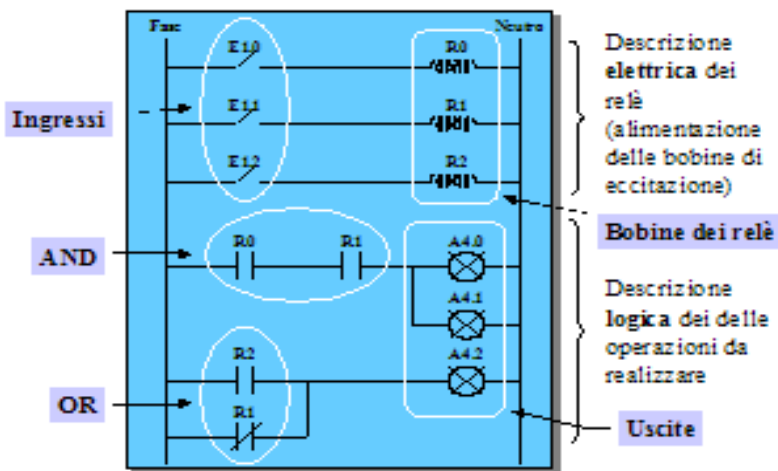 Fase
Neutro
E1,0
R0
E1,1
R1
E1,2
R2
Ingressi
Descrizione
elettrica dei
relè
(alimentazione
delle bobine di
eccitazione)
Bobine dei relè
AND
R0
R1
A4.0
A4.1
A4.2
Descrizione
logica dei delle
operazioni da
realizzare
OR
R2
R1
Uscite